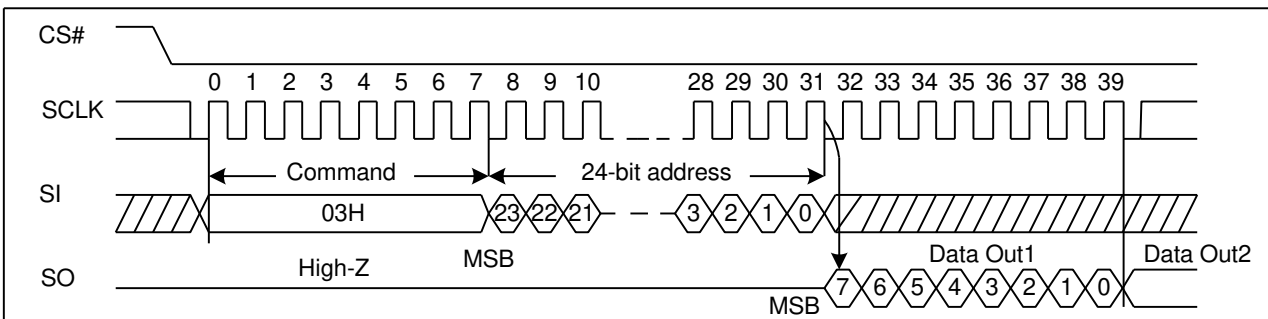 CS#
0 1 2 3 4 5 6 7 8 9 10 28 29 30 31 32 33 34 35 36 37 38 39
SCLK
Command 24-bit address
SI
03H 23 22 21 3 2 1 0
High-Z MSB Data Out1 Data Out2
SO
MSB 7 6 5 4 3 2 1 0